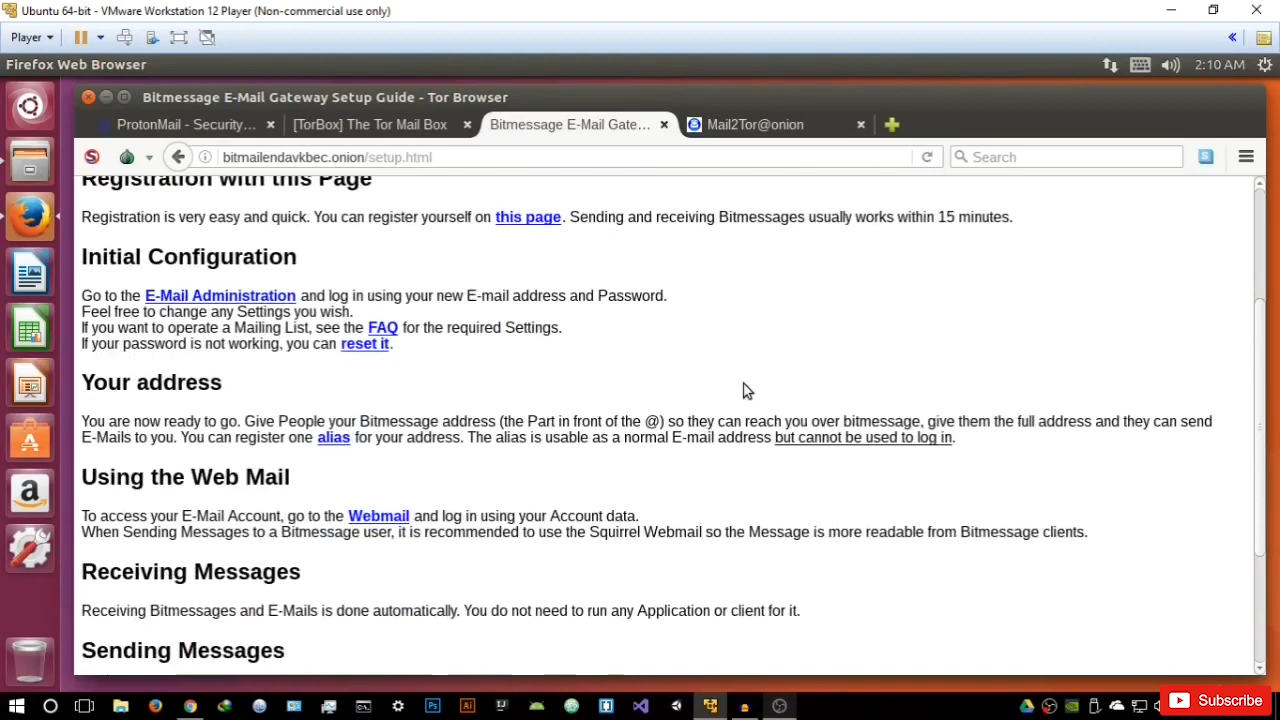 Ubuntu 64-bit - VMware Workstation 12 Player (Non-commercial use only)
Player
Firefox Web Browser
2:10 AM
Bitmessage E-Mail Gateway Setup Guide - Tor Browser
ProtonMail - Security,...
[TorBox] The Tor Mail Box
Bitmessage E-Mail Gate...
Mail2Tor@onion
bitmailendavkbec.onion/setup.html
Search
Registration with this Page
Registration is very easy and quick. You can register yourself on this page. Sending and receiving Bitmessages usually works within 15 minutes.
Initial Configuration
Go to the E-Mail Administration and log in using your new E-mail address and Password.
Feel free to change any Settings you wish.
If you want to operate a Mailing List, see the FAQ for the required Settings.
If your password is not working, you can reset it.
Your address
You are now ready to go. Give People your Bitmessage address (the Part in front of the @) so they can reach you over bitmessage, give them the full address and they can send
E-Mails to you. You can register one alias for your address. The alias is usable as a normal E-mail address but cannot be used to log in.
Using the Web Mail
To access your E-Mail Account, go to the Webmail and log in using your Account data.
When Sending Messages to a Bitmessage user, it is recommended to use the Squirrel Webmail so the Message is more readable from Bitmessage clients.
Receiving Messages
Receiving Bitmessages and E-Mails is done automatically. You do not need to run any Application or client for it.
Sending Messages
Subscribe